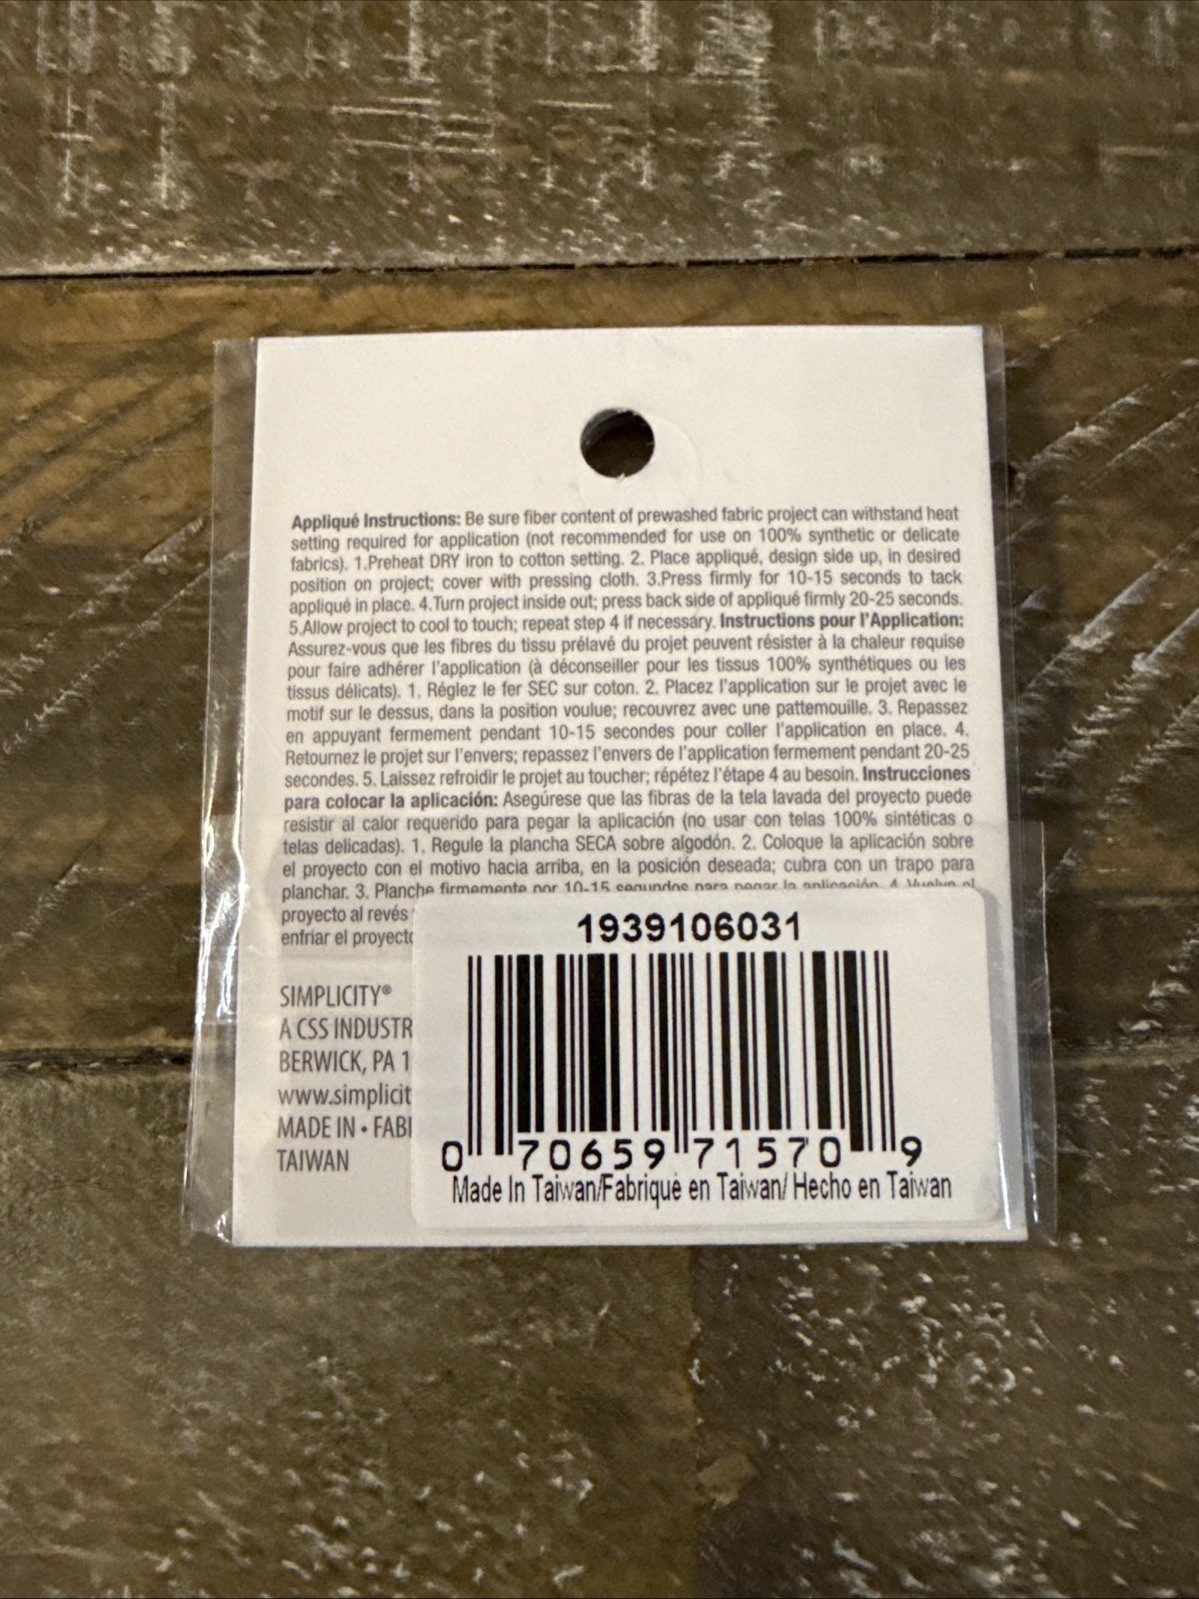 Appliqué Instructions: Be sure fiber content of prewashed fabric project can withstand heat
setting required for application (not recommended for use on 100% synthetic or delicate
fabrics). 1.Preheat DRY iron to cotton setting. 2. Place appliqué, design side up, in desired
position on project; cover with pressing cloth. 3.Press firmly for 10-15 seconds to tack
appliqué in place. 4.Turn project inside out; press back side of appliqué firmly 20-25 seconds.
5.Allow project to cool to touch; repeat step 4 if necessary. Instructions pour l'Application:
Assurez-vous que les fibres du tissu prélavé du projet peuvent résister à la chaleur requise
pour faire adhérer l'application (à déconseiller pour les tissus 100% synthétiques ou les
tissus délicats). 1. Réglez le fer SEC sur coton. 2. Placez l'application sur le projet avec le
motif sur le dessus, dans la position voulue; recouvrez avec une pattemouille. 3. Repassez
en appuyant fermement pendant 10-15 secondes pour coller l'application en place. 4.
Retournez le projet sur l'envers; repassez l'envers de l'application fermement pendant 20-25
secondes. 5. Laissez refroidir le projet au toucher; répétez l'étape 4 au besoin. Instrucciones
para colocar la aplicación: Asegúrese que las fibras de la tela lavada del proyecto puede
resistir al calor requerido para pegar la aplicación (no usar con telas 100% sintéticas o
telas delicadas). 1. Regule la plancha SECA sobre algodón. 2. Coloque la aplicación sobre
el proyecto con el motivo hacia arriba, en la posición deseada; cubra con un trapo para
planchar. 3. Planche firmemente por 10-15 segundos para pegar la aplicación. 4. Vuelva el
proyecto al revés
enfriar el proyecto
SIMPLICITY®
A CSS INDUSTR
BERWICK, PA 1
www.simplicit
MADE IN • FABI
TAIWAN
1939106031
0 70659 71570 9
Made In Taiwan/Fabriqué en Taiwan/ Hecho en Taiwan